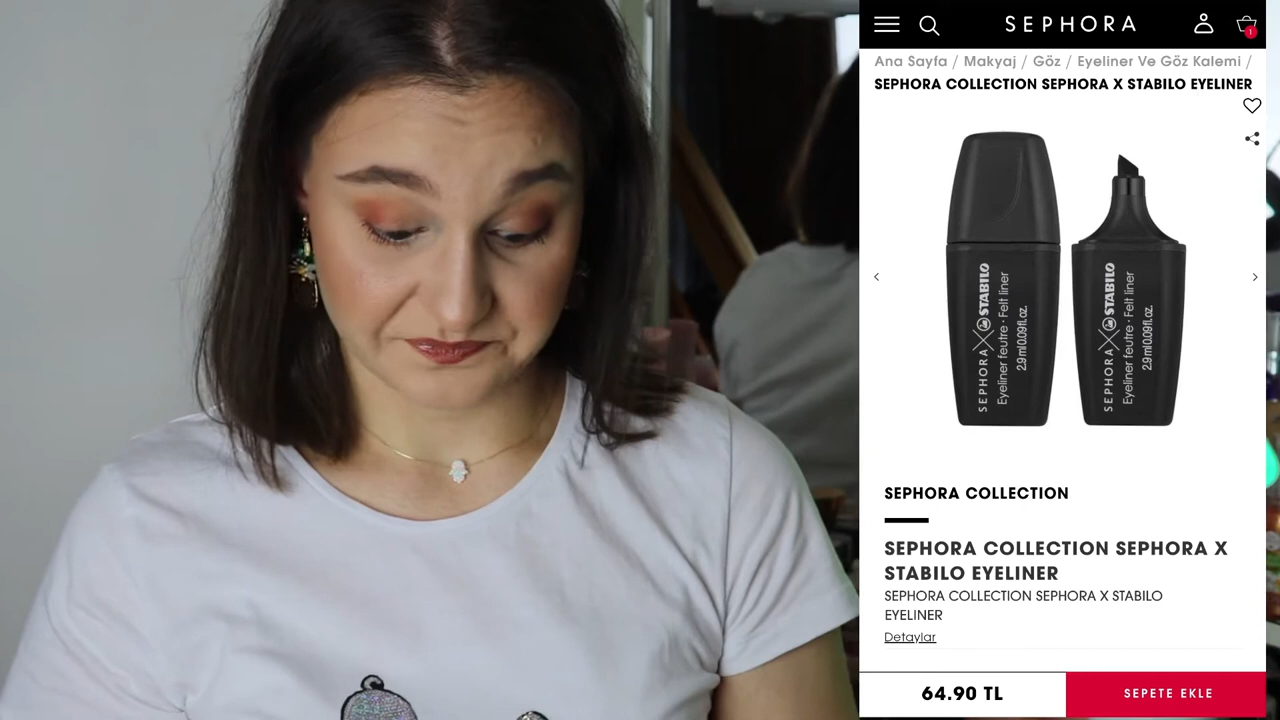 SEPHORA
1
Ana Sayfa / Makyaj / Göz / Eyeliner Ve Göz Kalemi /
SEPHORA COLLECTION SEPHORA X STABILO EYELINER
SEPHORA X STABILO
Eyeliner feutre · Felt liner
2.9 ml 0.09 fl. oz.
SEPHORA X STABILO
Eyeliner feutre · Felt liner
2.9 ml 0.09 fl. oz.
SEPHORA COLLECTION
SEPHORA COLLECTION SEPHORA X
STABILO EYELINER
SEPHORA COLLECTION SEPHORA X STABILO
EYELINER
Detaylar
64.90 TL
SEPETE EKLE